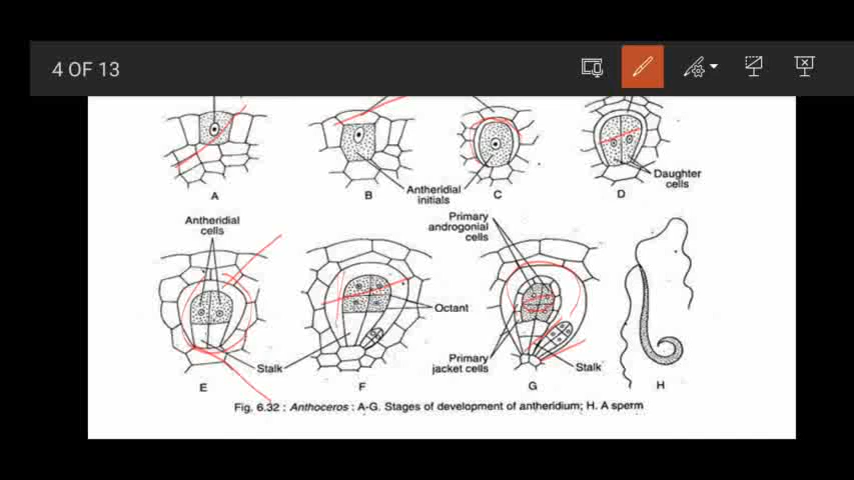 4 OF 13
A
B
C
D
Antheridial
initials
Daughter
cells
Antheridial
cells
Primary
androgonial
cells
Octant
Stalk
Primary
jacket cells
Stalk
E
F
G
H
Fig. 6.32 : Anthoceros : A-G. Stages of development of antheridium; H. A sperm